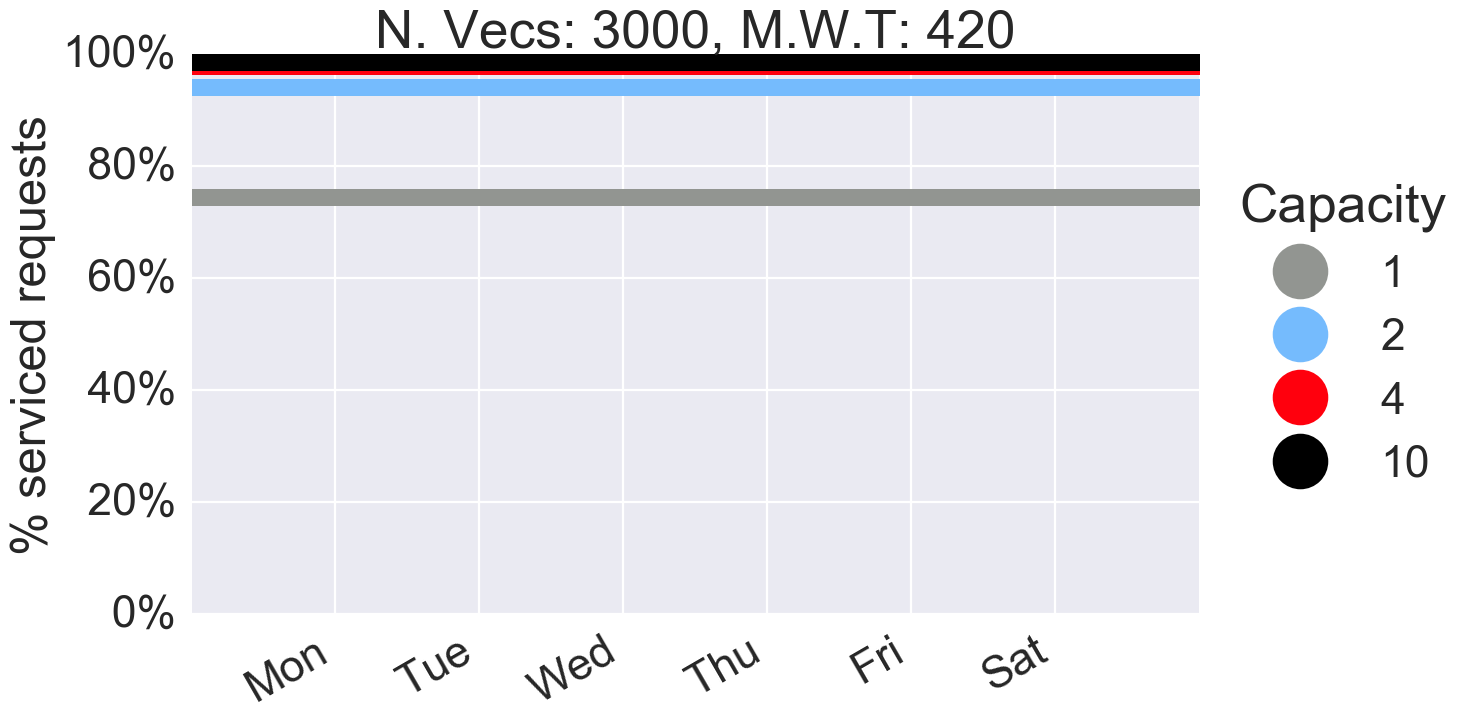 N. Vecs: 3000, M.W.T: 420
100%
80%
60%
40%
20%
0%
% serviced requests
Mon
Tue
Wed
Thu
Fri
Sat
Capacity
1
2
4
10